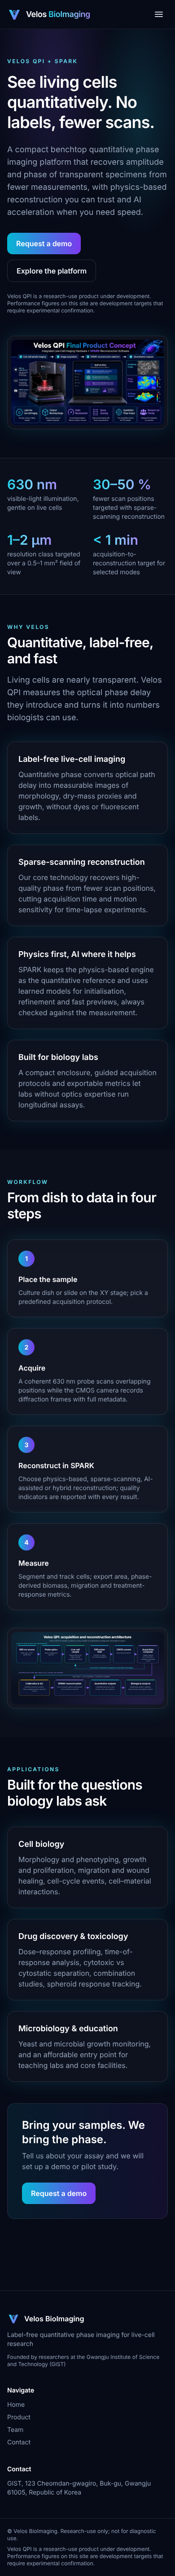 Velos BioImaging
VELOS QPI + SPARK
See living cells
quantitatively. No
labels, fewer scans.
A compact benchtop quantitative phase
imaging platform that recovers amplitude
and phase of transparent specimens from
fewer measurements, with physics-based
reconstruction you can trust and AI
acceleration when you need speed.
Request a demo
Explore the platform
Velos QPI is a research-use product under development.
Performance figures on this site are development targets that
require experimental confirmation.
Velos QPI Final Product Concept
630 nm
visible-light illumination,
gentle on live cells
30–50 %
fewer scan positions
targeted with sparse-
scanning reconstruction
1–2 µm
resolution class targeted
over a 0.5–1 mm² field of
view
< 1 min
acquisition-to-
reconstruction target for
selected modes
WHY VELOS
Quantitative, label-free,
and fast
Living cells are nearly transparent. Velos
QPI measures the optical phase delay
they introduce and turns it into numbers
biologists can use.
Label-free live-cell imaging
Quantitative phase converts optical path
delay into measurable images of
morphology, dry-mass proxies and
growth, without dyes or fluorescent
labels.
Sparse-scanning reconstruction
Our core technology recovers high-
quality phase from fewer scan positions,
cutting acquisition time and motion
sensitivity for time-lapse experiments.
Physics first, AI where it helps
SPARK keeps the physics-based engine
as the quantitative reference and uses
learned models for initialisation,
refinement and fast previews, always
checked against the measurement.
Built for biology labs
A compact enclosure, guided acquisition
protocols and exportable metrics let
labs without optics expertise run
longitudinal assays.
WORKFLOW
From dish to data in four
steps
1
Place the sample
Culture dish or slide on the XY stage; pick a
predefined acquisition protocol.
2
Acquire
A coherent 630 nm probe scans overlapping
positions while the CMOS camera records
diffraction frames with full metadata.
3
Reconstruct in SPARK
Choose physics-based, sparse-scanning, AI-
assisted or hybrid reconstruction; quality
indicators are reported with every result.
4
Measure
Segment and track cells; export area, phase-
derived biomass, migration and treatment-
response metrics.
Velos QPI: acquisition and reconstruction architecture
APPLICATIONS
Built for the questions
biology labs ask
Cell biology
Morphology and phenotyping, growth
and proliferation, migration and wound
healing, cell-cycle events, cell–material
interactions.
Drug discovery & toxicology
Dose–response profiling, time-of-
response analysis, cytotoxic vs
cytostatic separation, combination
studies, spheroid response tracking.
Microbiology & education
Yeast and microbial growth monitoring,
and an affordable entry point for
teaching labs and core facilities.
Bring your samples. We
bring the phase.
Tell us about your assay and we will
set up a demo or pilot study.
Request a demo
Velos BioImaging
Label-free quantitative phase imaging for live-cell
research
Founded by researchers at the Gwangju Institute of Science
and Technology (GIST)
Navigate
Home
Product
Team
Contact
Contact
GIST, 123 Cheomdan-gwagiro, Buk-gu, Gwangju
61005, Republic of Korea
© Velos BioImaging. Research-use only; not for diagnostic
use.
Velos QPI is a research-use product under development.
Performance figures on this site are development targets that
require experimental confirmation.